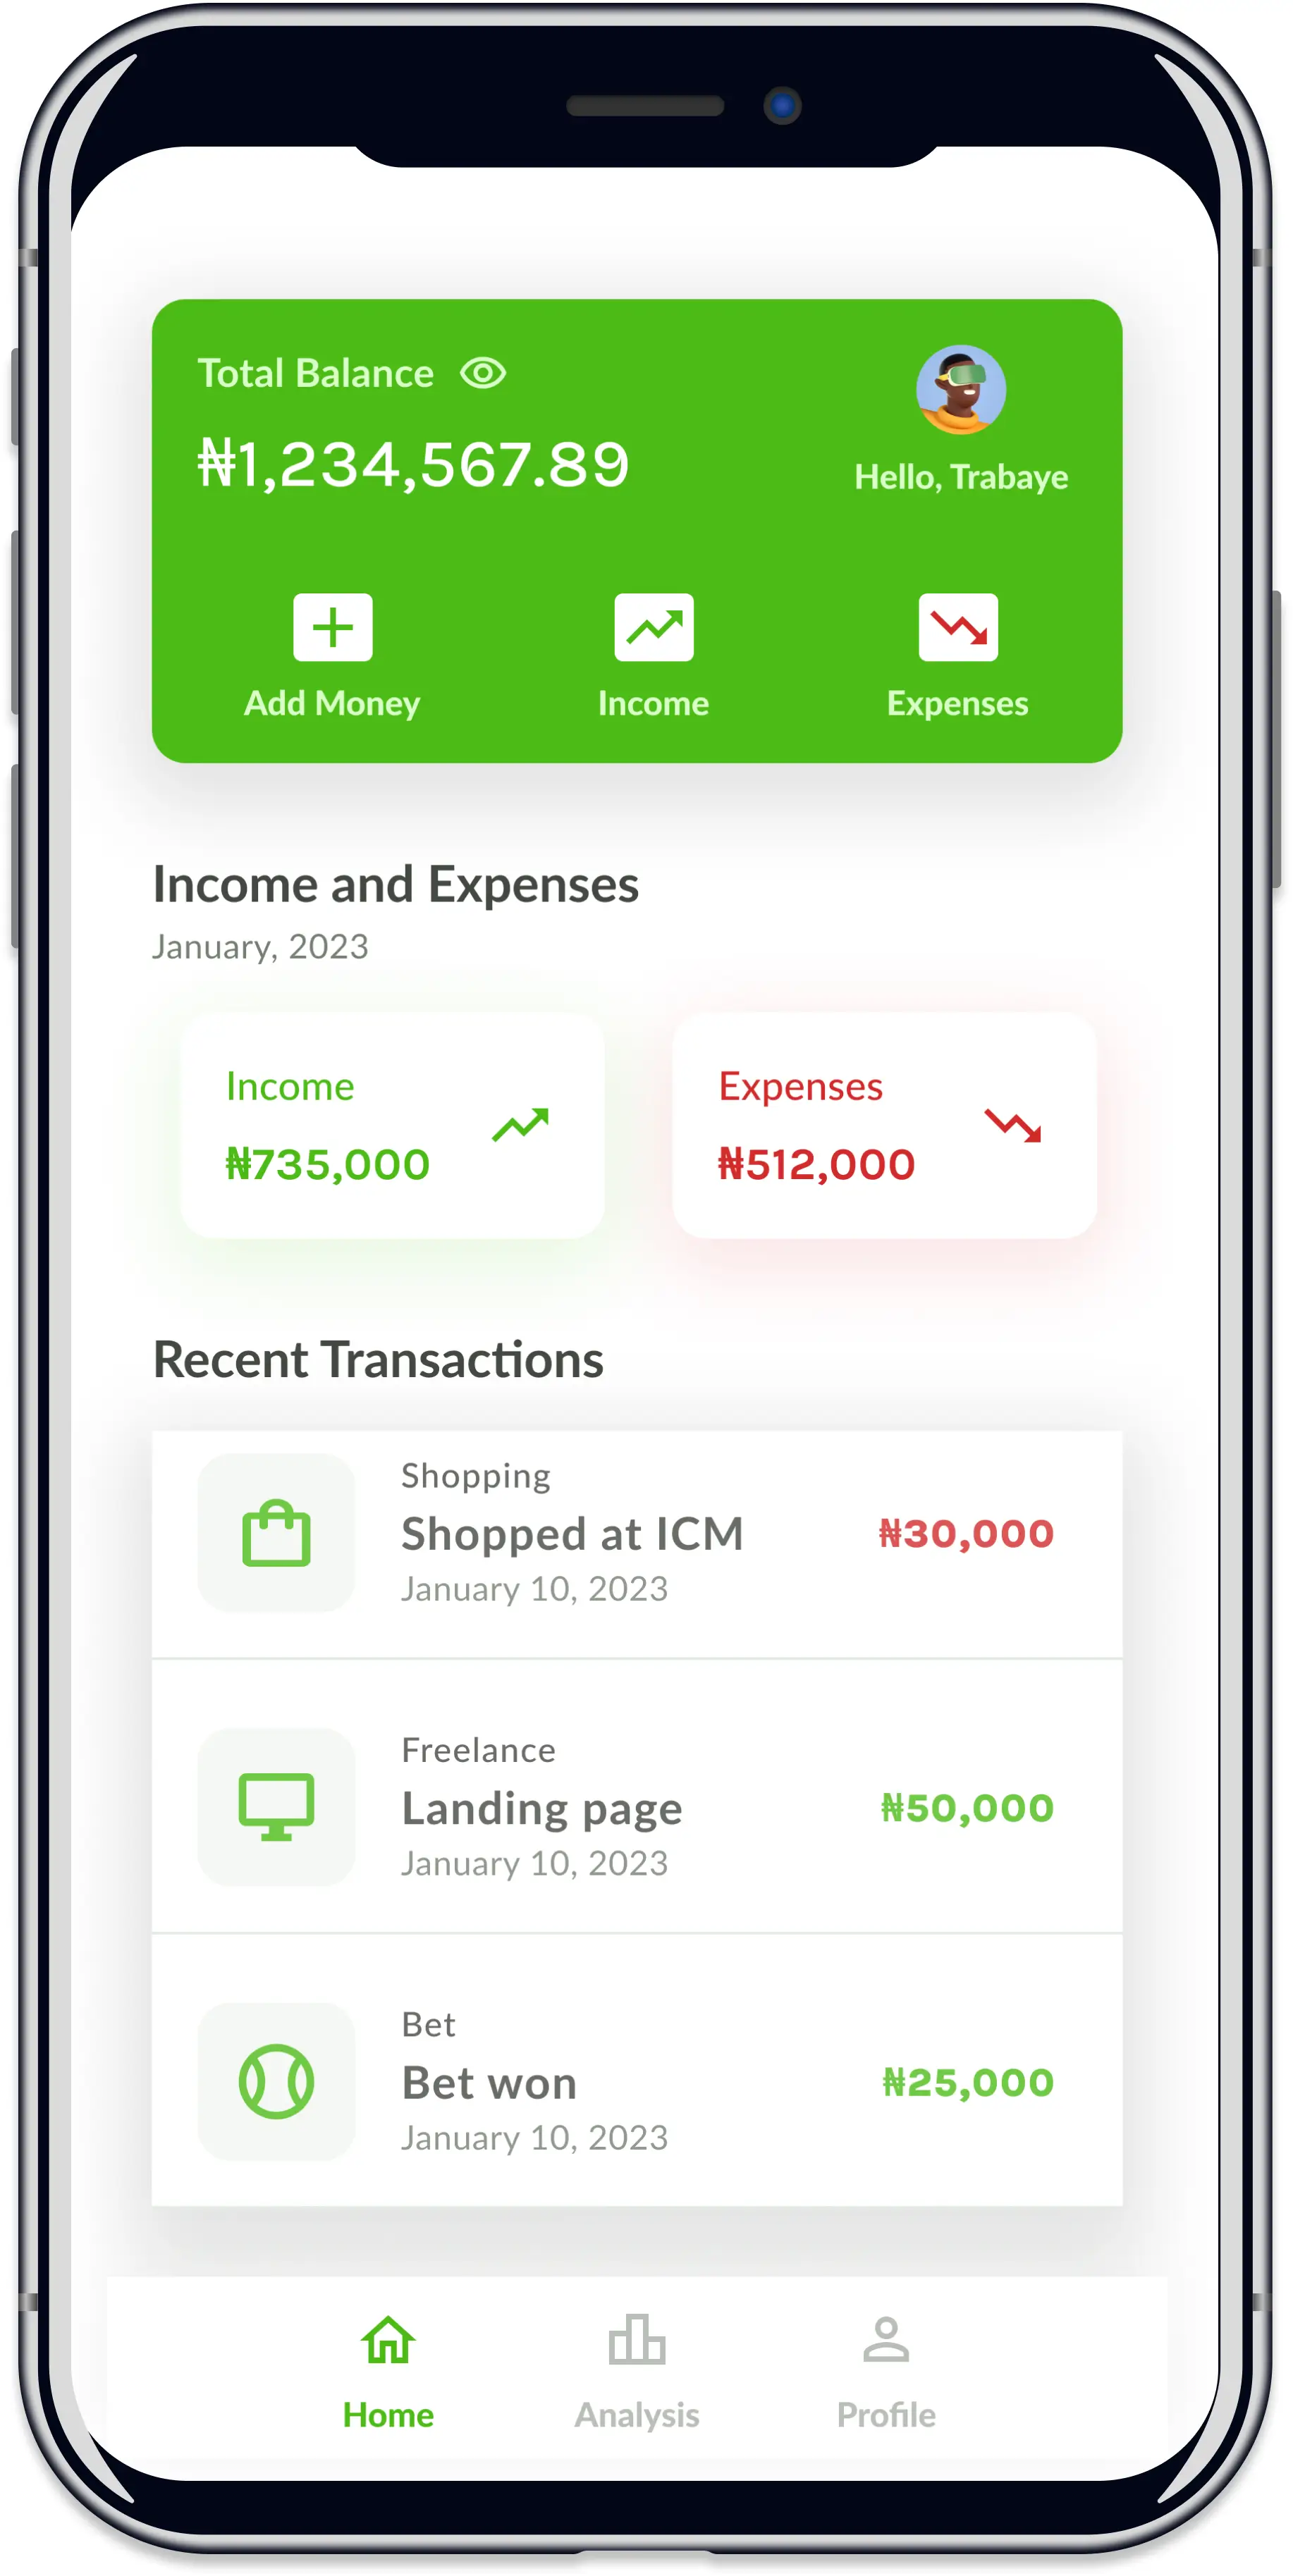 Total Balance
₦1,234,567.89
Hello, Trabaye
Add Money
Income
Expenses
Income and Expenses
January, 2023
Income
₦735,000
Expenses
₦512,000
Recent Transactions
Shopping
Shopped at ICM
January 10, 2023
₦30,000
Freelance
Landing page
January 10, 2023
₦50,000
Bet
Bet won
January 10, 2023
₦25,000
Home
Analysis
Profile